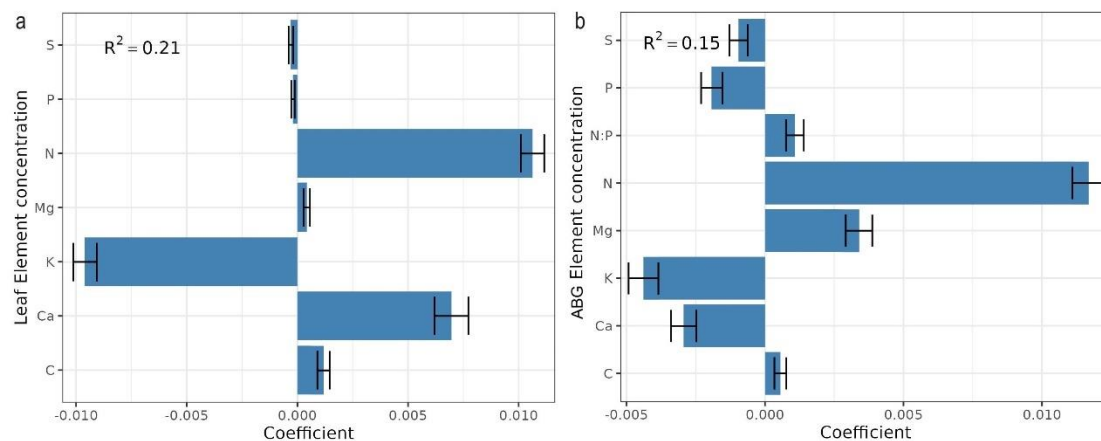 a
R² = 0.21
Leaf Element concentration
S
P
N
Mg
K
Ca
C
-0.010
-0.005
0.000
0.005
0.010
Coefficient
b
R² = 0.15
ABG Element concentration
S
P
N:P
N
Mg
K
Ca
C
-0.005
0.000
0.005
0.010
Coefficient